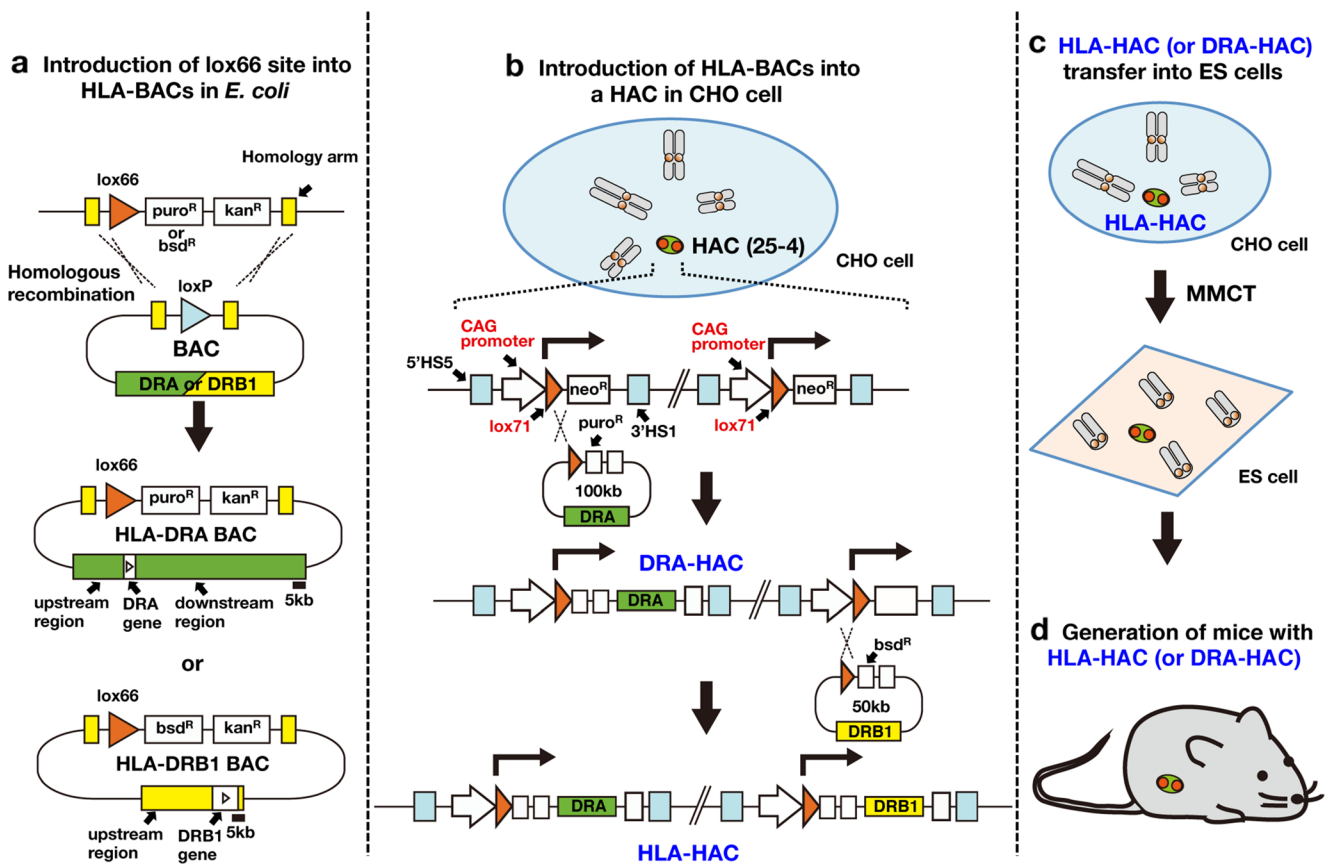 a Introduction of lox66 site into
HLA-BACs in E. coli
Homology arm
lox66
puroR
kanR
or
bsdR
Homologous
recombination
loxP
BAC
DRA or DRB1
lox66
puroR
kanR
HLA-DRA BAC
upstream
region
DRA
gene
downstream
region
5kb
or
lox66
bsdR
kanR
HLA-DRB1 BAC
upstream
region
DRB1
gene
5kb
b Introduction of HLA-BACs into
a HAC in CHO cell
HAC (25-4)
CHO cell
CAG
promoter
CAG
promoter
5’HS5
neoR
neoR
lox71
puroR
3’HS1
lox71
100kb
DRA
DRA-HAC
DRA
bsdR
50kb
DRB1
DRA
DRB1
HLA-HAC
c HLA-HAC (or DRA-HAC)
transfer into ES cells
HLA-HAC
CHO cell
MMCT
ES cell
d Generation of mice with
HLA-HAC (or DRA-HAC)